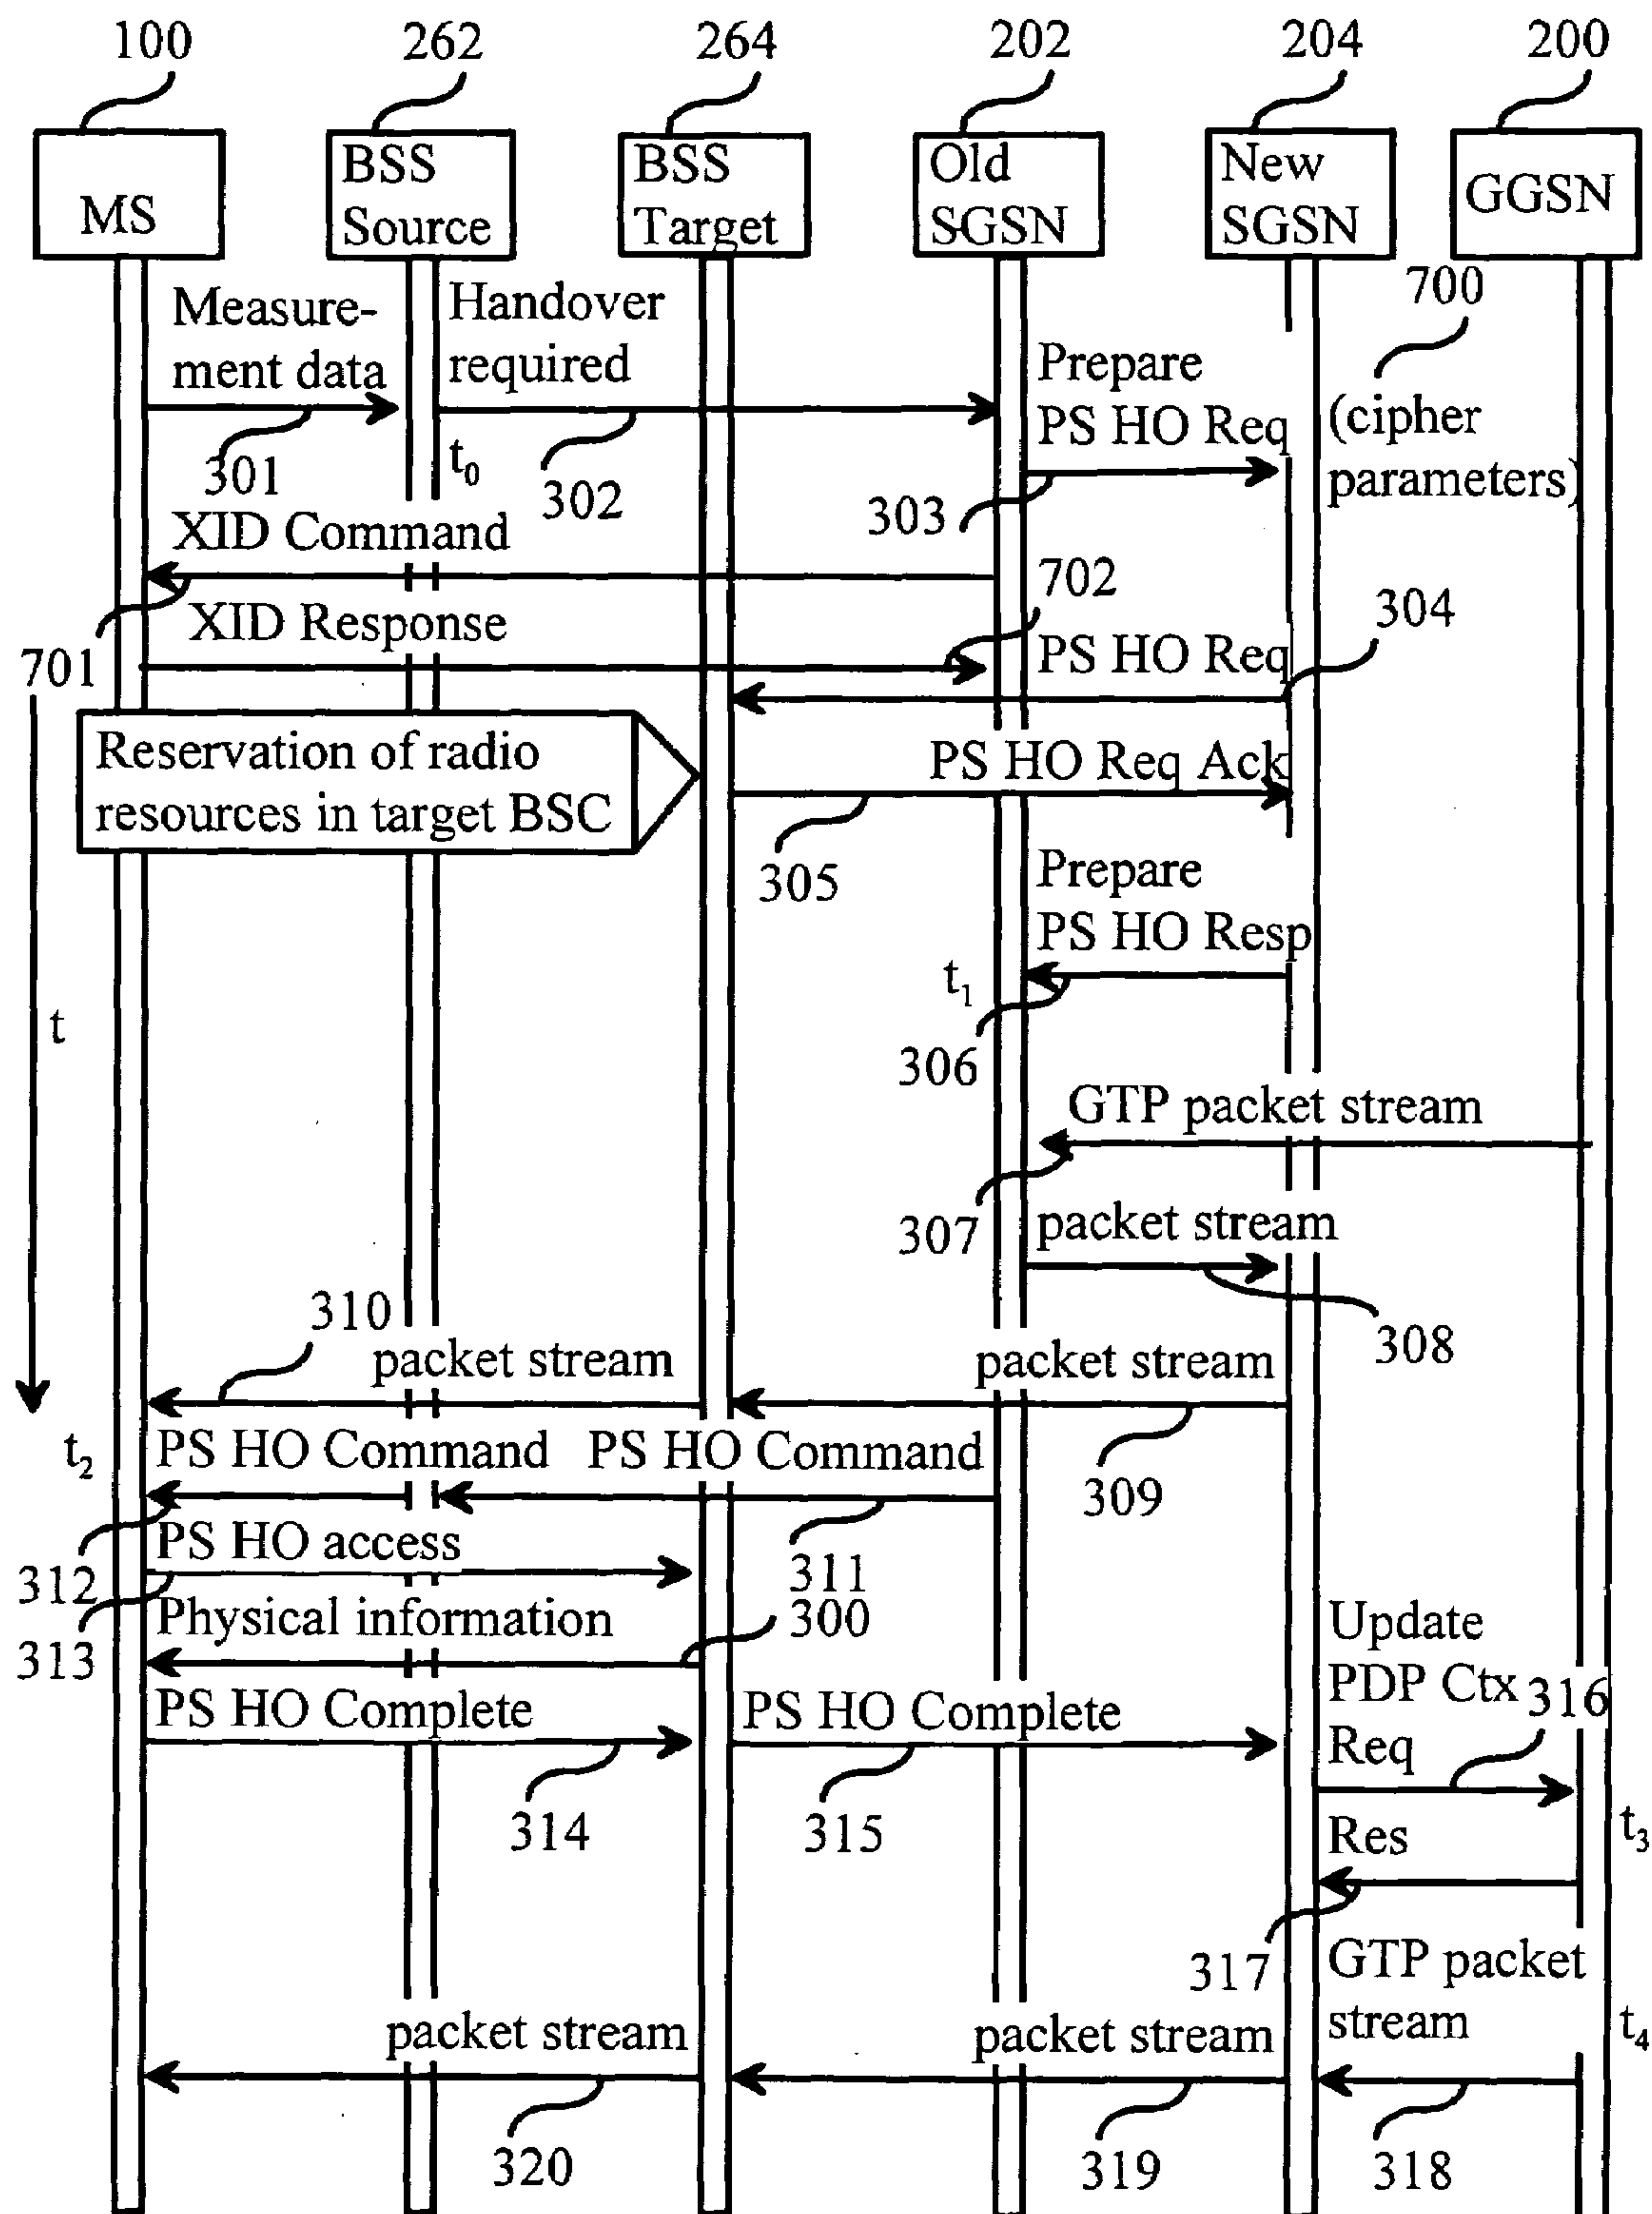 100 262 264 202 204 200
MS
BSS
Source
BSS
Target
Old
SGSN
New
SGSN
GGSN
700
Measure-
ment data
Handover
required
Prepare
PS HO Req
(cipher
parameters)
301
t0
302
303
XID Command
702
304
XID Response
701
PS HO Req
Reservation of radio
resources in target BSC
PS HO Req Ack
305
Prepare
PS HO Resp
t1
t
306
GTP packet stream
307
packet stream
308
310
packet stream
packet stream
309
t2
PS HO Command
PS HO Command
312
PS HO access
311
313
Physical information
300
Update
PDP Ctx
Req
316
PS HO Complete
PS HO Complete
314
315
t3
Res
317
GTP packet
stream
t4
packet stream
packet stream
320
319
318